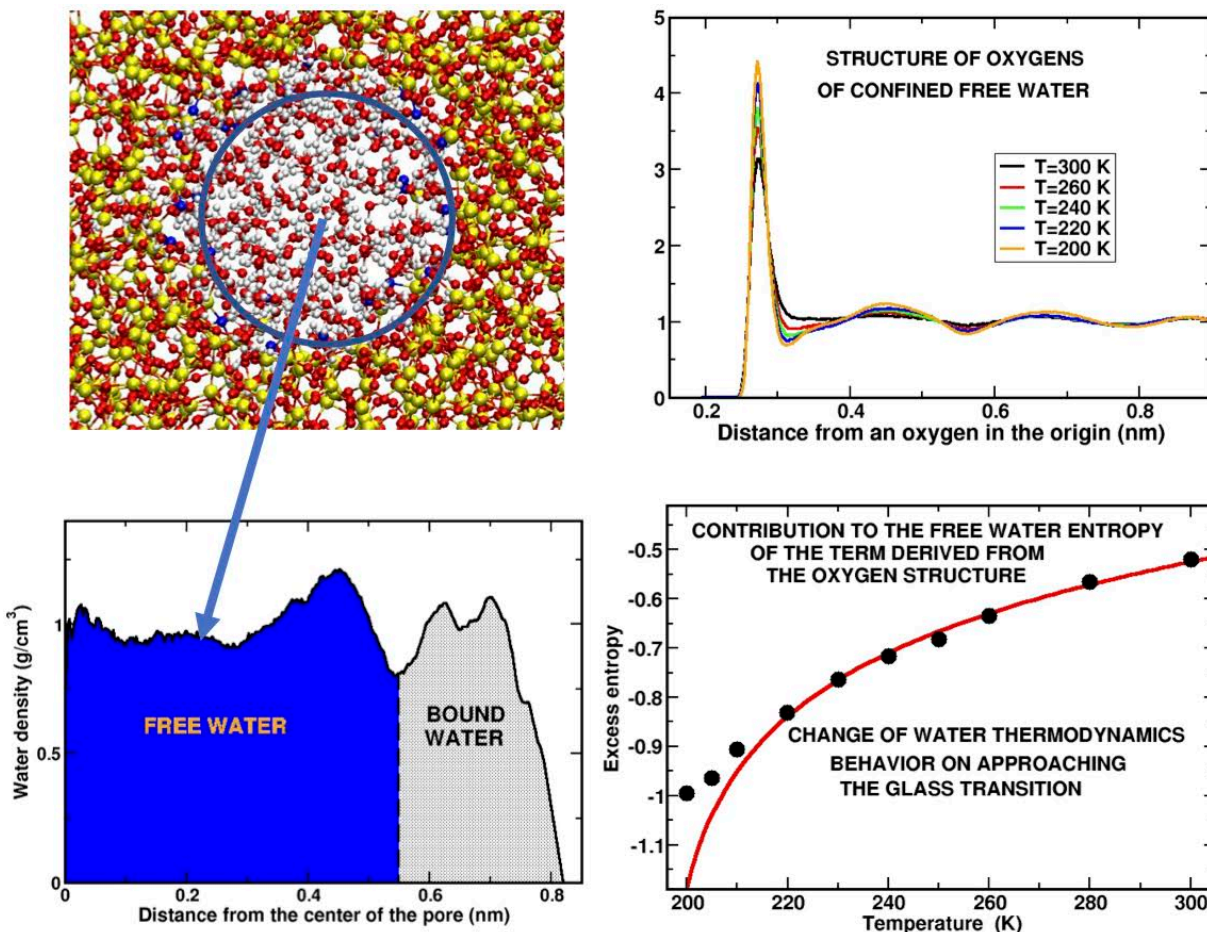 5
4
3
2
1
0
STRUCTURE OF OXYGENS
OF CONFINED FREE WATER
T=300 K
T=260 K
T=240 K
T=220 K
T=200 K
0.2 0.4 0.6 0.8
Distance from an oxygen in the origin (nm)
Water density (g/cm³)
1
0.5
0
FREE WATER
BOUND
WATER
0 0.2 0.4 0.6 0.8
Distance from the center of the pore (nm)
Excess entropy
-0.5
-0.6
-0.7
-0.8
-0.9
-1
-1.1
CONTRIBUTION TO THE FREE WATER ENTROPY
OF THE TERM DERIVED FROM
THE OXYGEN STRUCTURE
CHANGE OF WATER THERMODYNAMICS
BEHAVIOR ON APPROACHING
THE GLASS TRANSITION
200 220 240 260 280 300
Temperature (K)